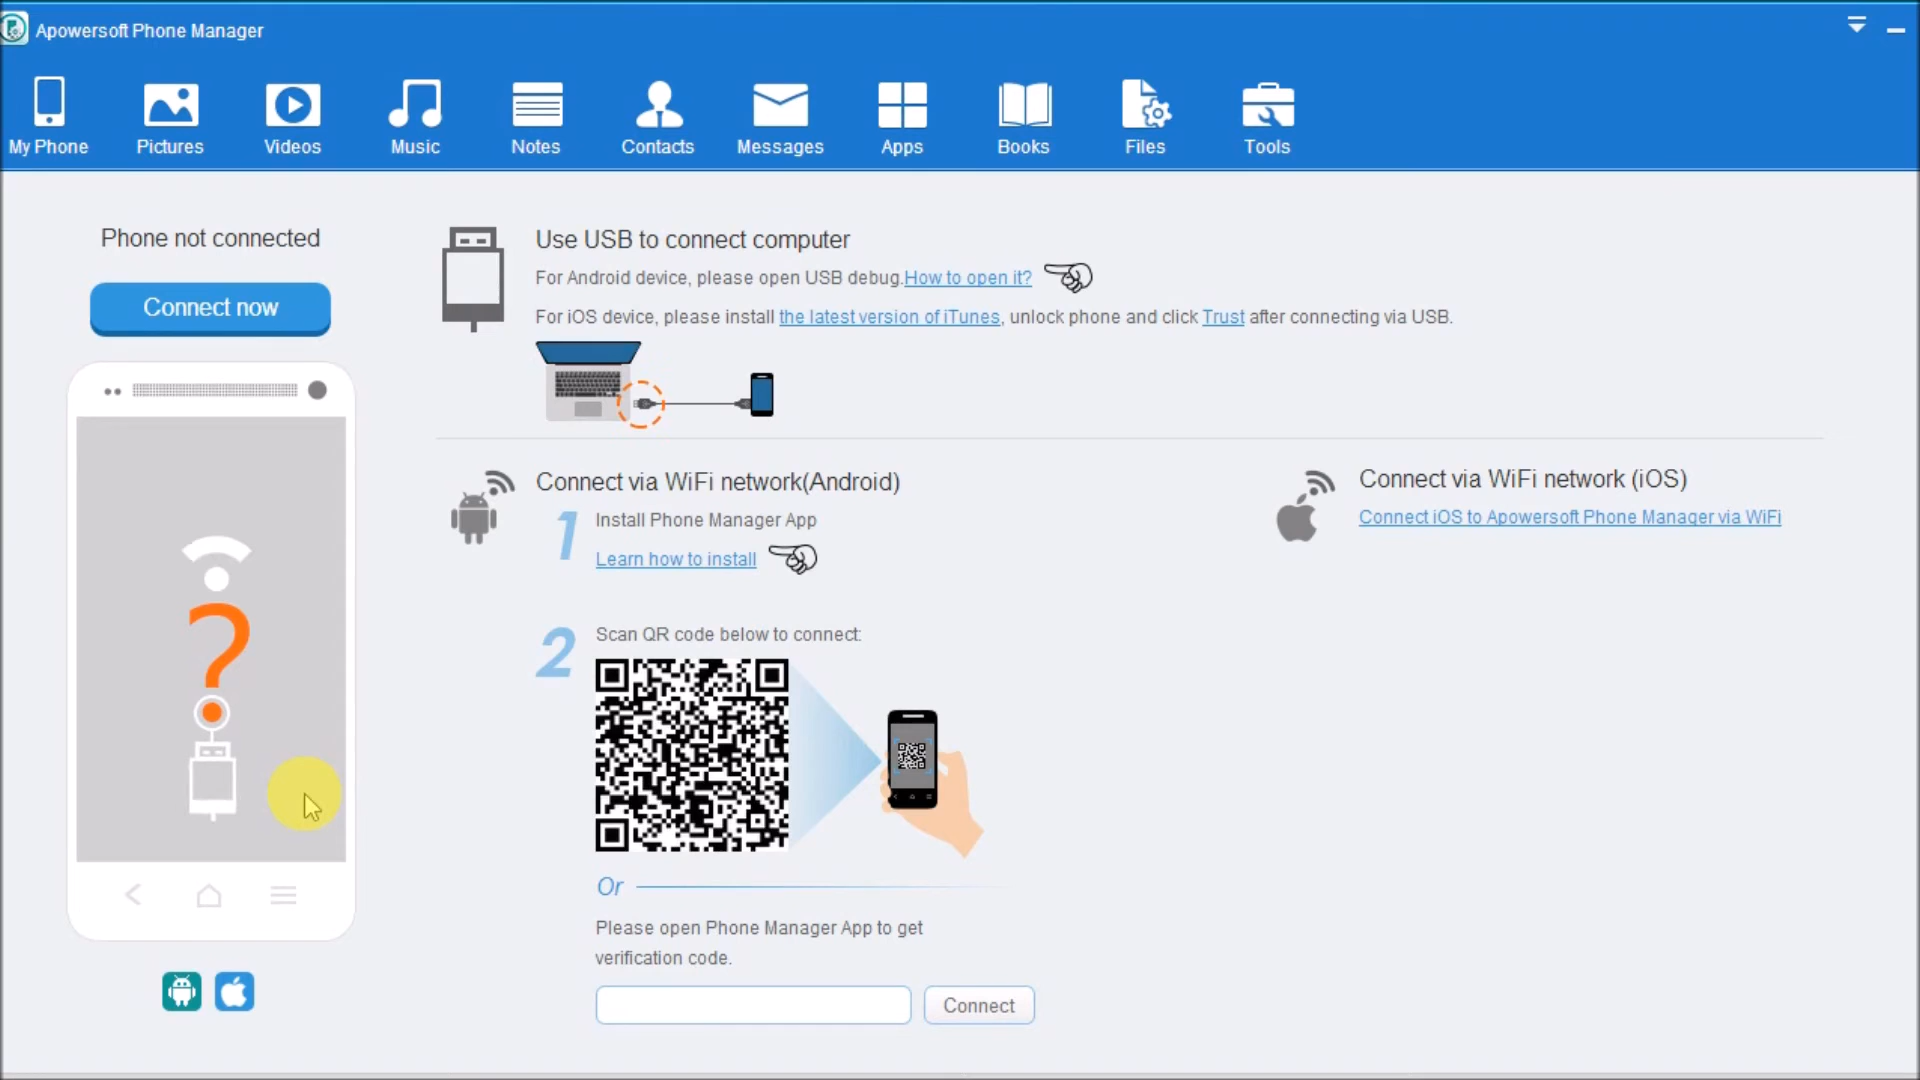 Apowersoft Phone Manager
My Phone
Pictures
Videos
Music
Notes
Contacts
Messages
Apps
Books
Files
Tools
Phone not connected
Connect now
Use USB to connect computer
For Android device, please open USB debug.How to open it?
For iOS device, please install the latest version of iTunes, unlock phone and click Trust after connecting via USB.
Connect via WiFi network(Android)
1
Install Phone Manager App
Learn how to install
2
Scan QR code below to connect:
Or
Please open Phone Manager App to get
verification code.
Connect
Connect via WiFi network (iOS)
Connect iOS to Apowersoft Phone Manager via WiFi
?